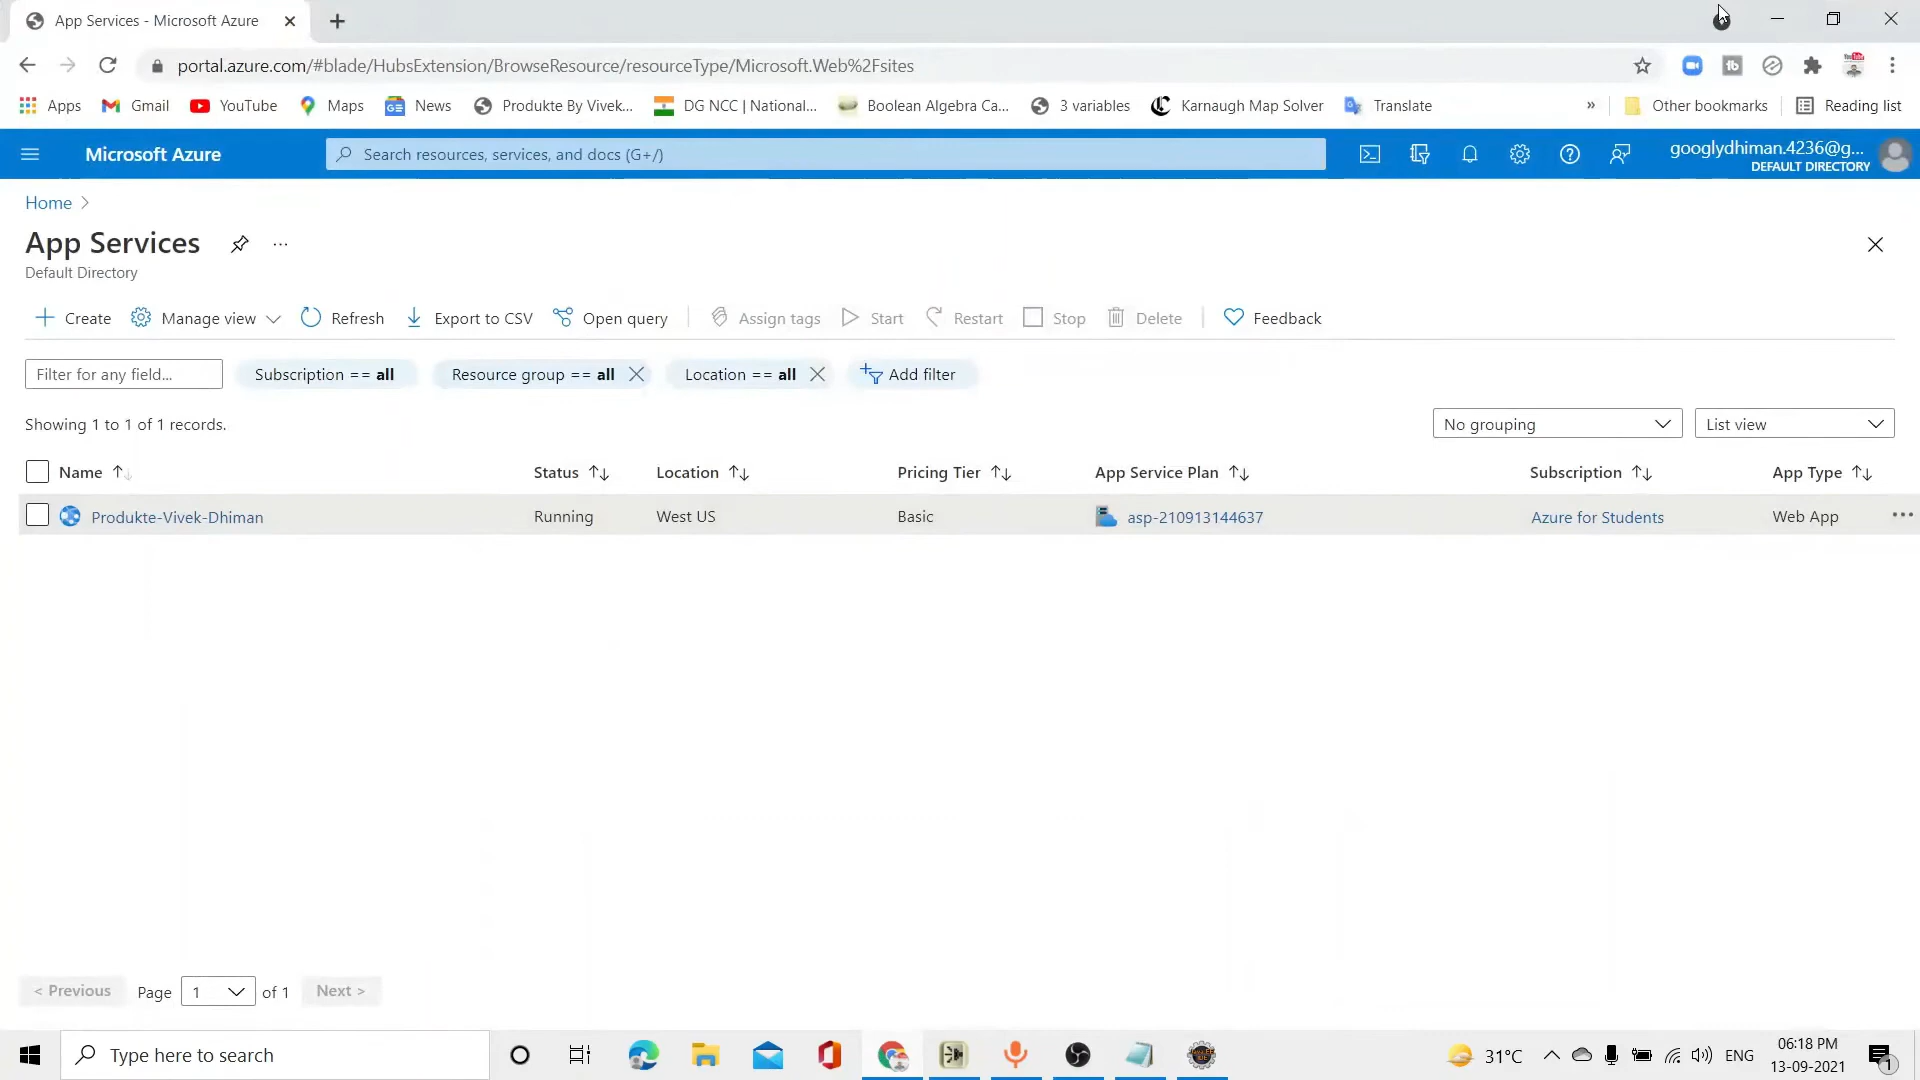 App Services - Microsoft Azure
portal.azure.com/#blade/HubsExtension/BrowseResource/resourceType/Microsoft.Web%2Fsites
Apps Gmail YouTube Maps News Produkte By Vivek... DG NCC | National... Boolean Algebra Ca... 3 variables Karnaugh Map Solver Translate » Other bookmarks Reading list
Microsoft Azure Search resources, services, and docs (G+/) googlydhiman.4236@g...
DEFAULT DIRECTORY
Home >
App Services ...
Default Directory
Create Manage view Refresh Export to CSV Open query Assign tags Start Restart Stop Delete Feedback
Filter for any field... Subscription == all Resource group == all Location == all Add filter
Showing 1 to 1 of 1 records. No grouping List view
Name Status Location Pricing Tier App Service Plan Subscription App Type
Produkte-Vivek-Dhiman Running West US Basic asp-210913144637 Azure for Students Web App ...
< Previous Page 1 of 1 Next >
Type here to search 31°C ENG 06:18 PM
13-09-2021 1